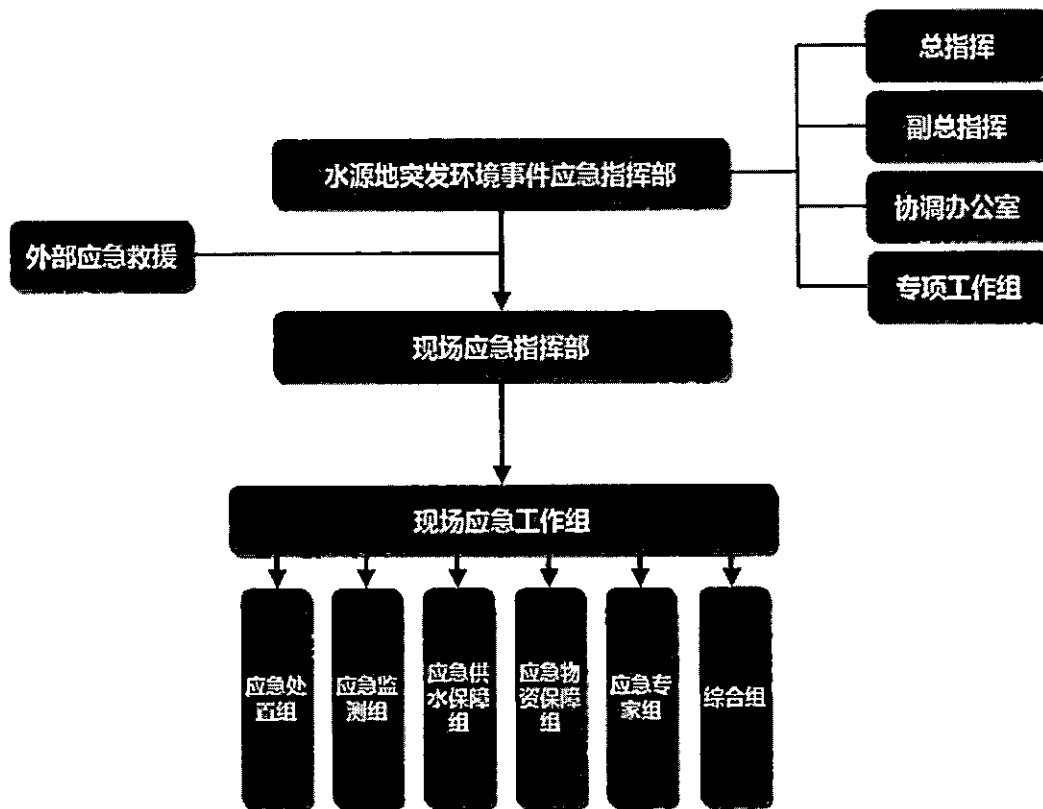 总指挥
副总指挥
水源地突发环境事件应急指挥部
协调办公室
外部应急救援
专项工作组
现场应急指挥部
现场应急工作组
应急处
置组
应急监
测组
应急供
水保障
组
应急物
资保障
组
应急专
家组
综合组